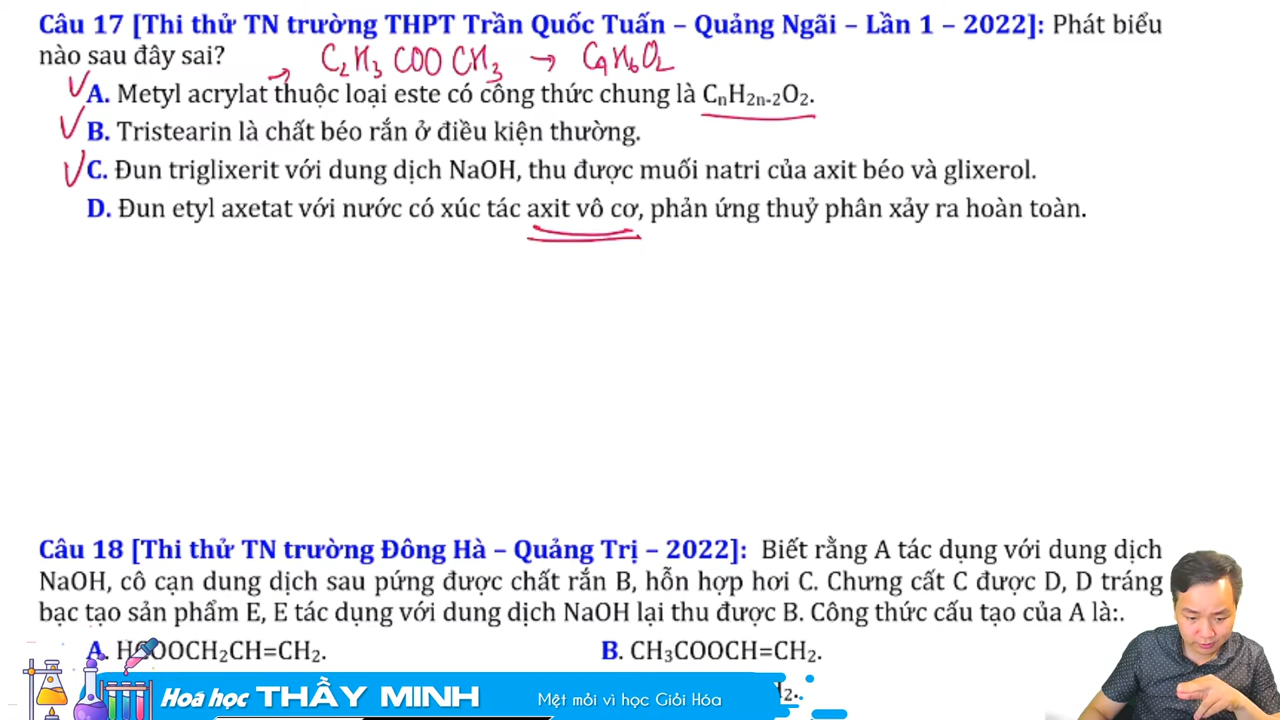 Câu 17 [Thi thử TN trường THPT Trần Quốc Tuấn – Quảng Ngãi – Lần 1 – 2022]: Phát biểu
nào sau đây sai?
C₂H₃COOCH₃ → C₄H₆O₂
A. Metyl acrylat thuộc loại este có công thức chung là CₙH₂ₙ₋₂O₂.
B. Tristearin là chất béo rắn ở điều kiện thường.
C. Đun triglixerit với dung dịch NaOH, thu được muối natri của axit béo và glixerol.
D. Đun etyl axetat với nước có xúc tác axit vô cơ, phản ứng thuỷ phân xảy ra hoàn toàn.
Câu 18 [Thi thử TN trường Đông Hà – Quảng Trị – 2022]: Biết rằng A tác dụng với dung dịch
NaOH, cô cạn dung dịch sau pứng được chất rắn B, hỗn hợp hơi C. Chưng cất C được D, D tráng
bạc tạo sản phẩm E, E tác dụng với dung dịch NaOH lại thu được B. Công thức cấu tạo của A là:.
A. HCOOCH₂CH=CH₂. B. CH₃COOCH=CH₂.
Hoá học THẦY MINH Mệt mỏi vì học Giỏi Hóa